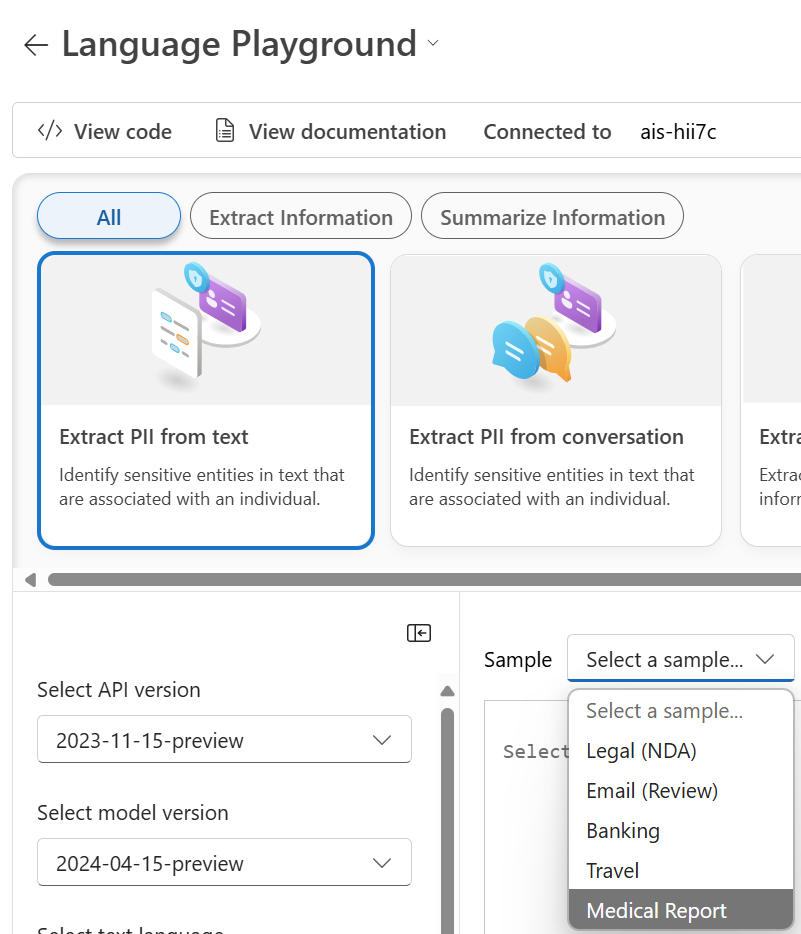 Language Playground
View code
View documentation
Connected to
ais-hii7c
All
Extract Information
Summarize Information
Extract PII from text
Identify sensitive entities in text that
are associated with an individual.
Extract PII from conversation
Identify sensitive entities in text that
are associated with an individual.
Sample
Select a sample...
Select a sample...
Legal (NDA)
Email (Review)
Banking
Travel
Medical Report
Select
Select API version
2023-11-15-preview
Select model version
2024-04-15-preview
Select text language